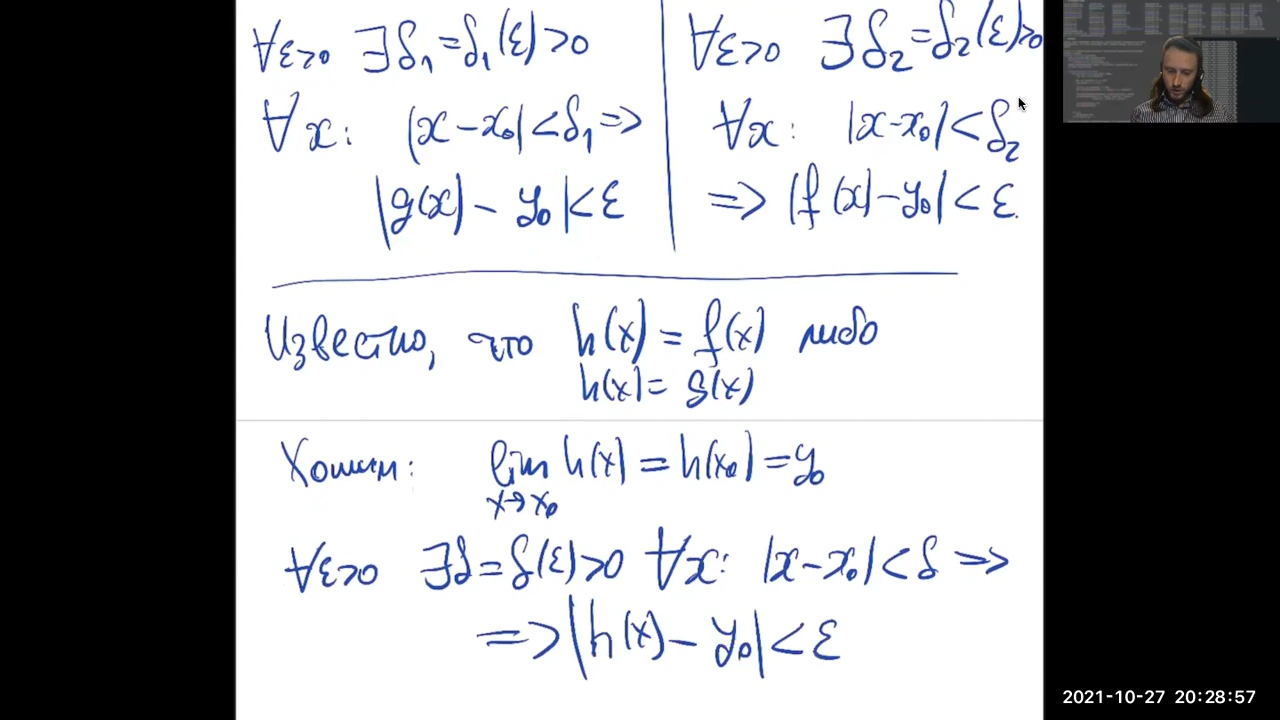 ∀ε>0 ∃δ₁=δ₁(ε)>0
∀x: |x-x₀|<δ₁=>
|g(x)-y₀|<ε
∀ε>0 ∃δ₂=δ₂(ε)>0
∀x: |x-x₀|<δ₂
=> |f(x)-y₀|<ε.
Известно, что h(x)=f(x) либо
h(x)=g(x)
Хотим: lim h(x)=h(x₀)=y₀
x→x₀
∀ε>0 ∃δ=δ(ε)>0 ∀x: |x-x₀|<δ =>
=>|h(x)-y₀|<ε
2021-10-27 20:28:57